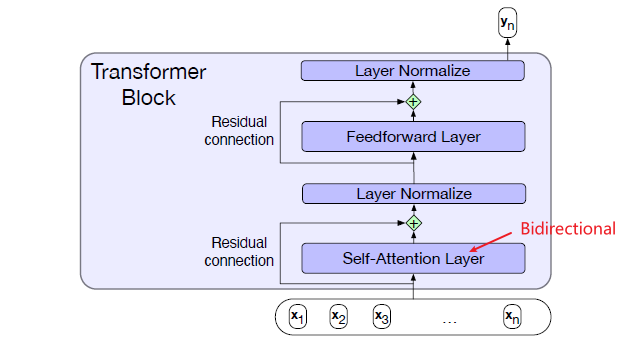 yn
Transformer
Block
Layer Normalize
+
Residual
connection
Feedforward Layer
Layer Normalize
+
Bidirectional
Residual
connection
Self-Attention Layer
x1 x2 x3 ... xn